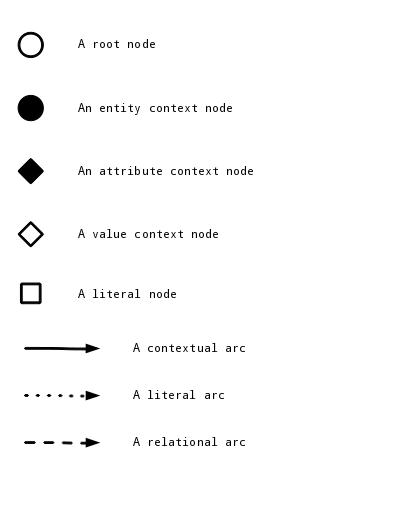 A root node
An entity context node
An attribute context node
A value context node
A literal node
A contextual arc
A literal arc
A relational arc